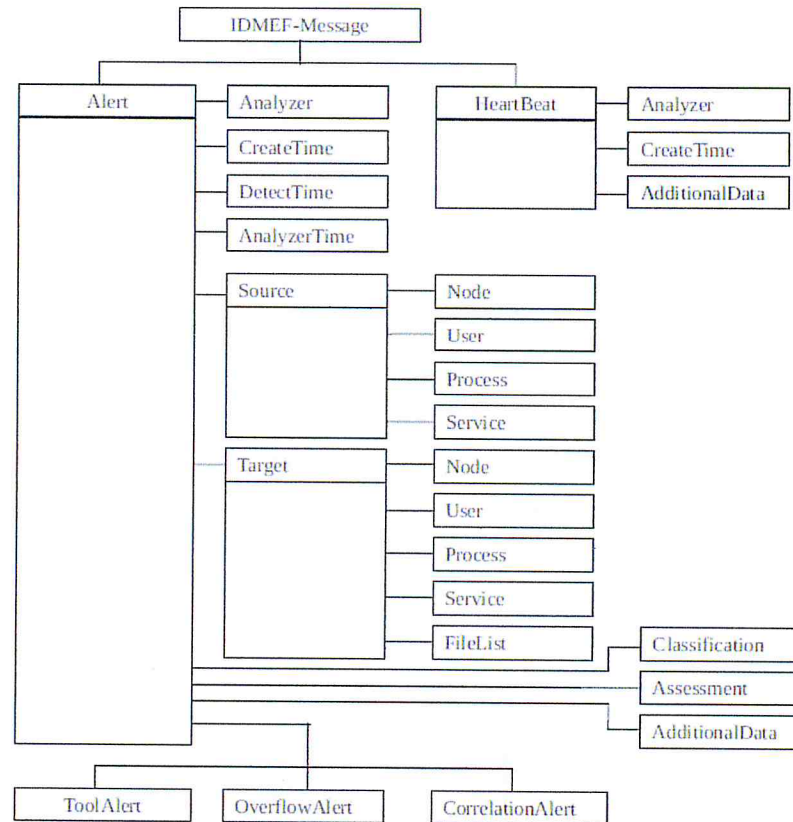 IDMEF-Message
Alert
Analyzer
HeartBeat
Analyzer
CreateTime
CreateTime
DetectTime
AdditionalData
AnalyzerTime
Source
Node
User
Process
Service
Target
Node
User
Process
Service
FileList
Classification
Assessment
AdditionalData
ToolAlert
OverflowAlert
CorrelationAlert